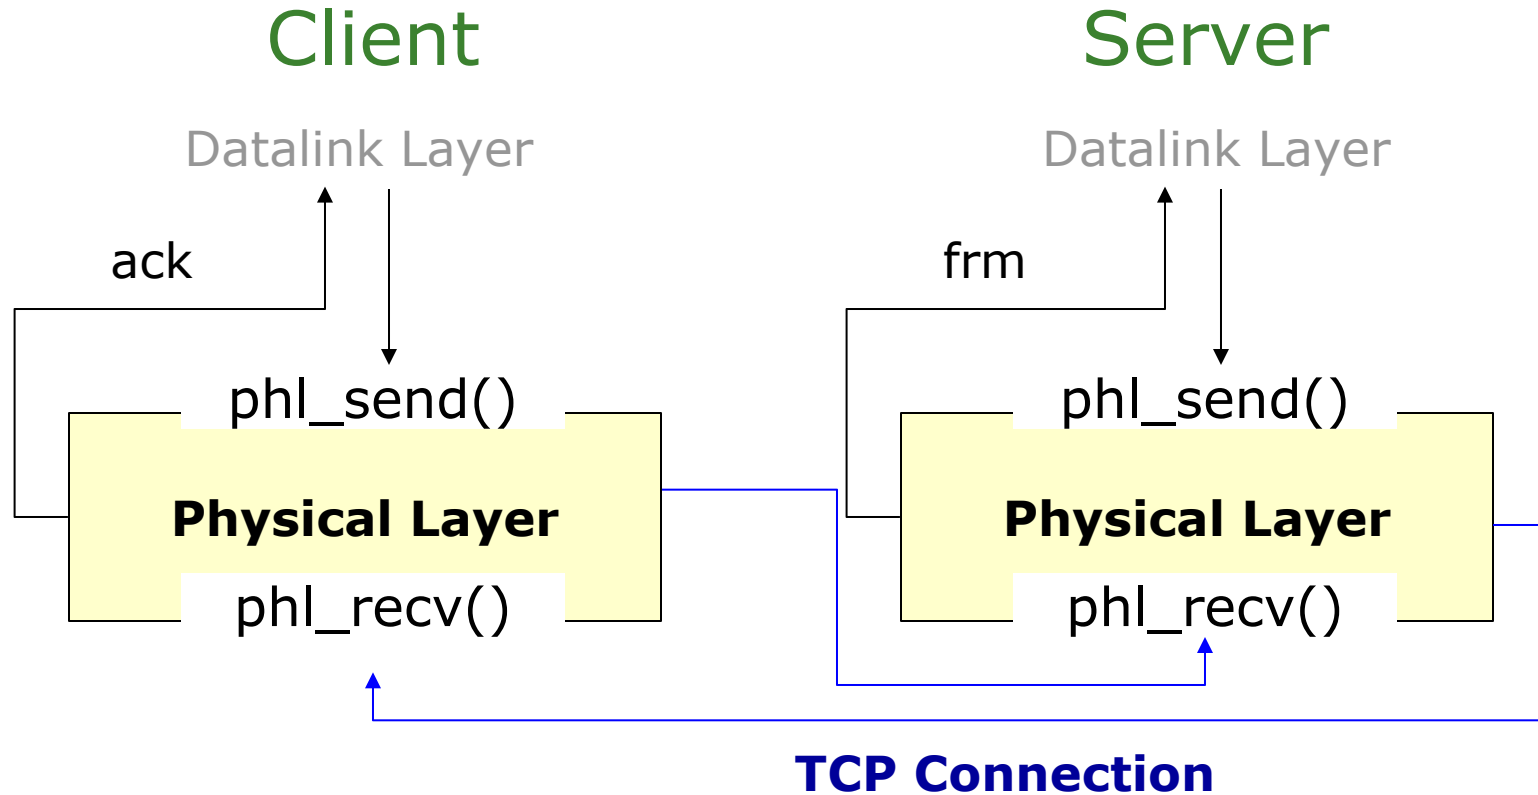 Client
Server
Datalink Layer
Datalink Layer
ack
frm
phl_send()
phl_send()
Physical Layer
Physical Layer
phl_recv()
phl_recv()
TCP Connection